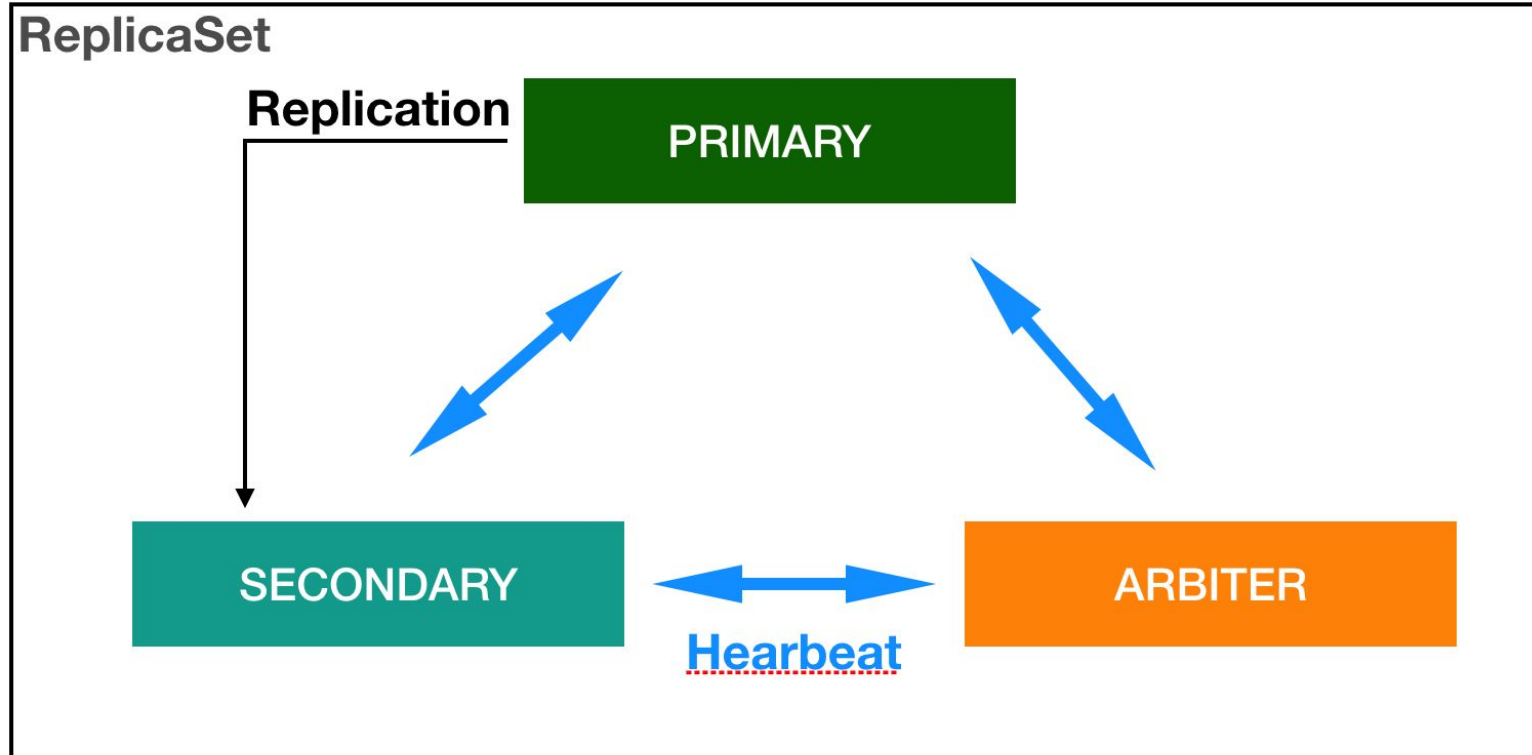 ReplicaSet
Replication
PRIMARY
SECONDARY
ARBITER
Hearbeat